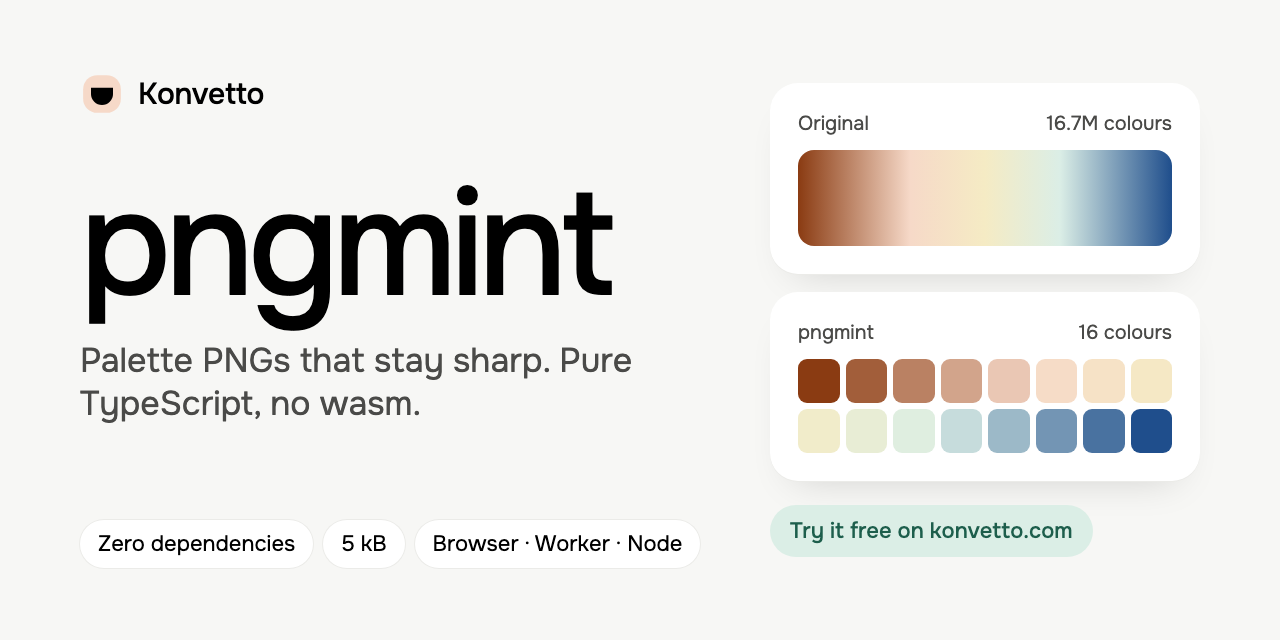 Konvetto
pngmint
Palette PNGs that stay sharp. Pure
TypeScript, no wasm.
Zero dependencies
5 kB
Browser · Worker · Node
Original
16.7M colours
pngmint
16 colours
Try it free on konvetto.com